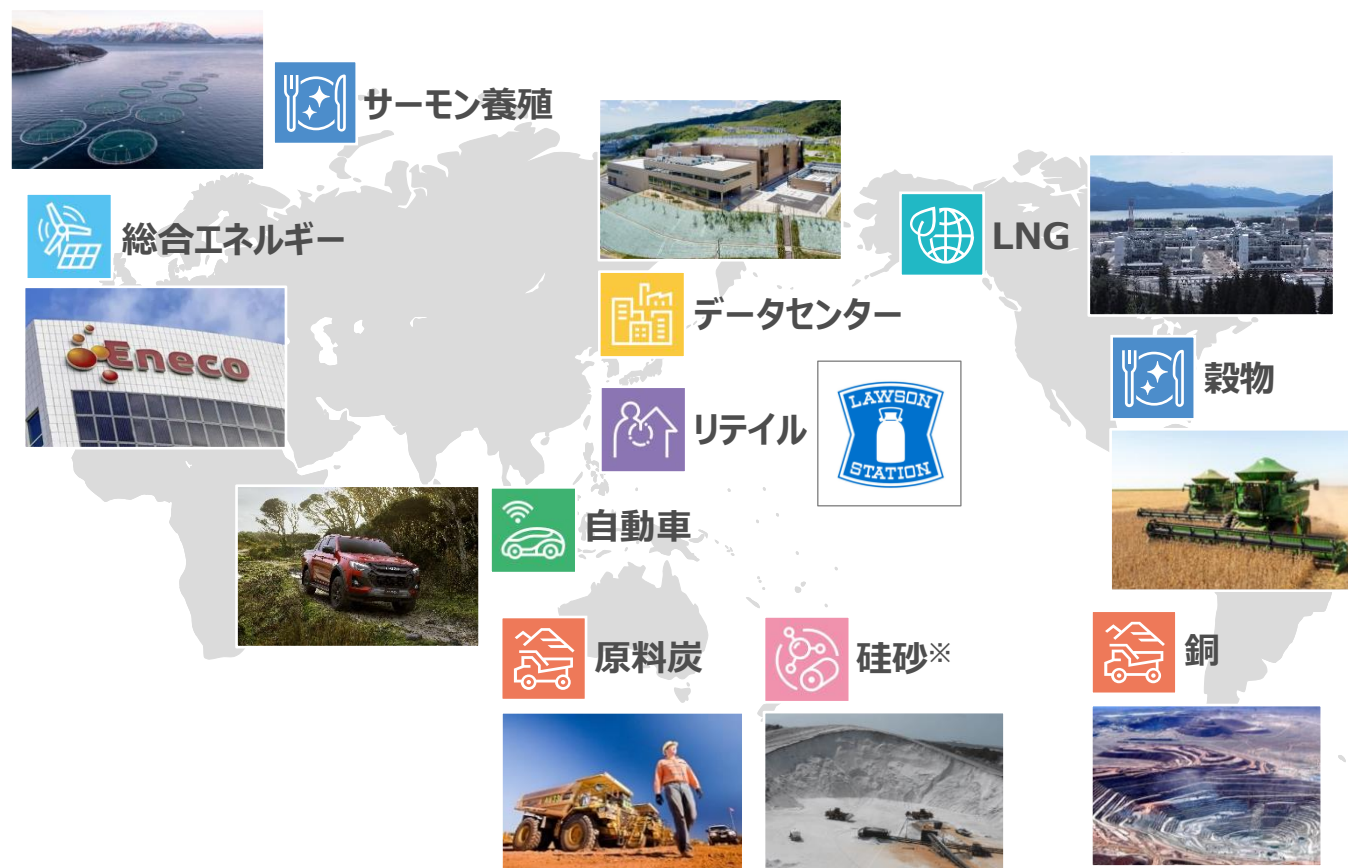 サーモン養殖
総合エネルギー
Eneco
データセンター
LNG
リテイル
LAWSON
STATION
穀物
自動車
原料炭
硅砂※
銅